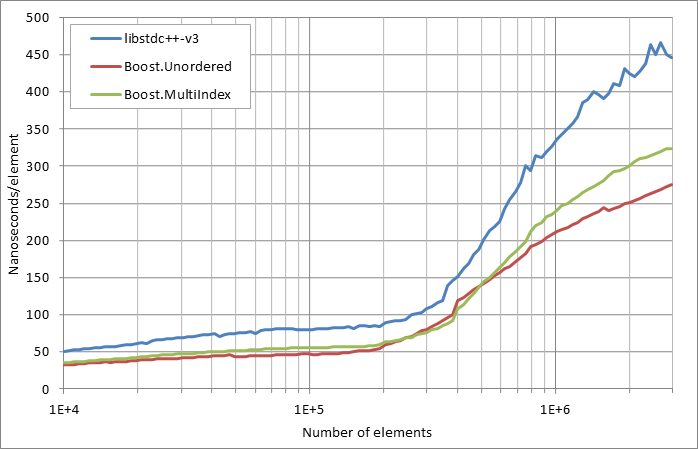 500
450
400
350
300
250
200
150
100
50
0
Nanoseconds/element
libstdc++-v3
Boost.Unordered
Boost.MultiIndex
1E+4
1E+5
1E+6
Number of elements